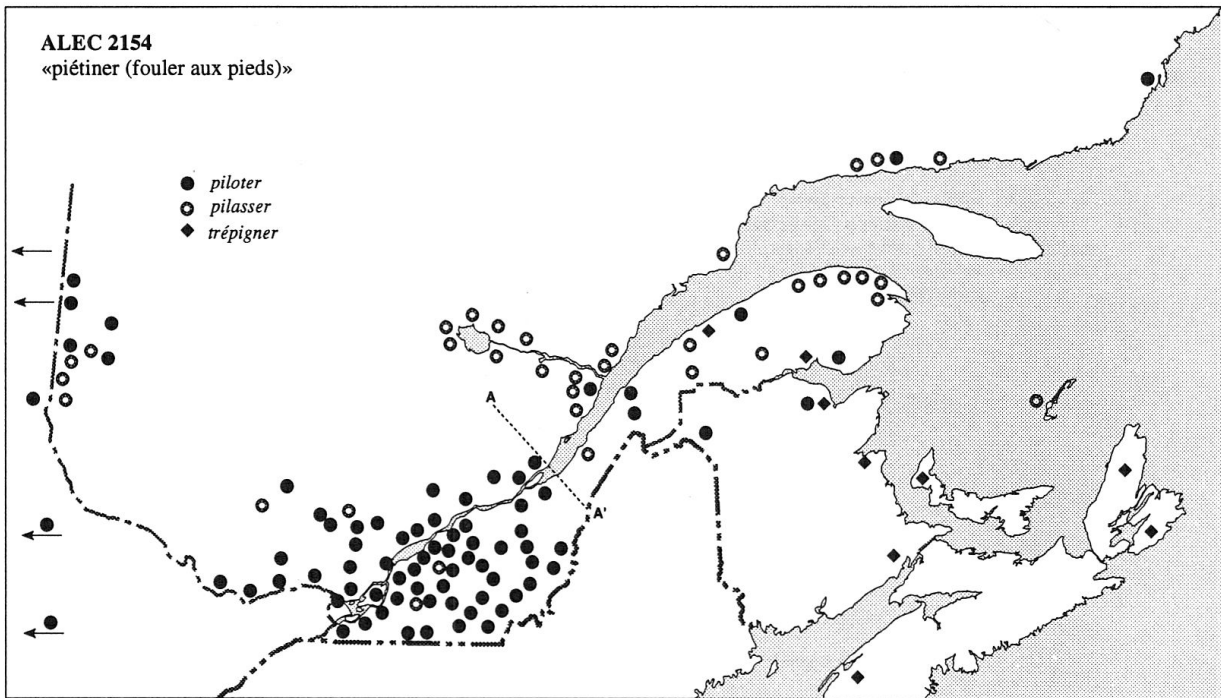 ALEC 2154
«piétiner (fouler aux pieds)»
piloter
pilasser
trépigner
A
A'